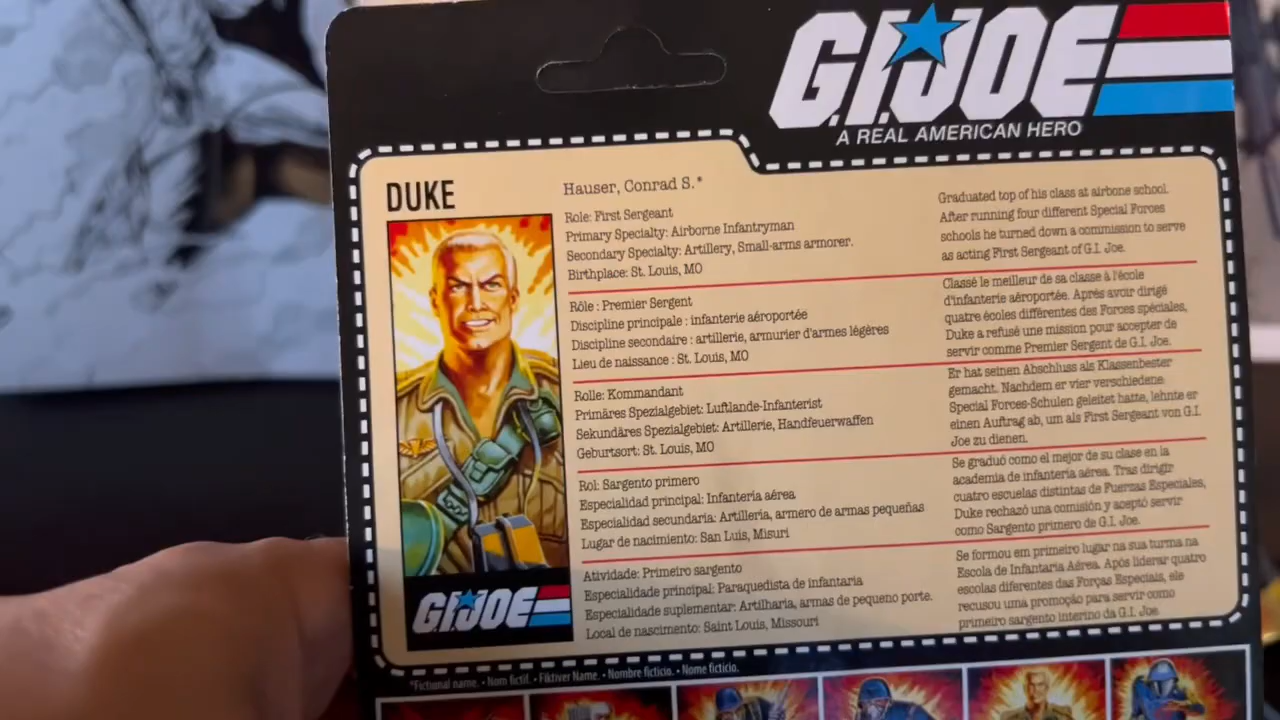 G.I.JOE
A REAL AMERICAN HERO
DUKE
Hauser, Conrad S.*
Role: First Sergeant
Primary Specialty: Airborne Infantryman
Secondary Specialty: Artillery, Small-arms armorer.
Birthplace: St. Louis, MO
Graduated top of his class at airbone school.
After running four different Special Forces
schools he turned down a commission to serve
as acting First Sergeant of G.I. Joe.
Rôle : Premier Sergent
Discipline principale : infanterie aéroportée
Discipline secondaire : artillerie, armurier d'armes légères
Lieu de naissance : St. Louis, MO
Classé le meilleur de sa classe à l'école
d'infanterie aéroportée. Après avoir dirigé
quatre écoles différentes des Forces spéciales,
Duke a refusé une mission pour accepter de
servir comme Premier Sergent de G.I. Joe.
Rolle: Kommandant
Primäres Spezialgebiet: Luftlande-Infanterist
Sekundäres Spezialgebiet: Artillerie, Handfeuerwaffen
Geburtsort: St. Louis, MO
Er hat seinen Abschluss als Klassenbester
gemacht. Nachdem er vier verschiedene
Special Forces-Schulen geleitet hatte, lehnte er
einen Auftrag ab, um als First Sergeant von G.I.
Joe zu dienen.
Rol: Sargento primero
Especialidad principal: Infantería aérea
Especialidad secundaria: Artillería, armero de armas pequeñas
Lugar de nacimiento: San Luis, Misuri
Se graduó como el mejor de su clase en la
academia de infantería aérea. Tras dirigir
cuatro escuelas distintas de Fuerzas Especiales,
Duke rechazó una comisión y aceptó servir
como Sargento primero de G.I. Joe.
Atividade: Primeiro sargento
Especialidade principal: Paraquedista de infantaria
Especialidade suplementar: Artilharia, armas de pequeno porte.
Local de nascimento: Saint Louis, Missouri
Se formou em primeiro lugar na sua turma na
Escola de Infantaria Aérea. Após liderar quatro
escolas diferentes das Forças Especiais, ele
recusou uma promoção para servir como
primeiro sargento interino da G.I. Joe.
G.I.JOE
*Fictional name. • Nom fictif. • Fiktiver Name. • Nombre ficticio. • Nome fictício.